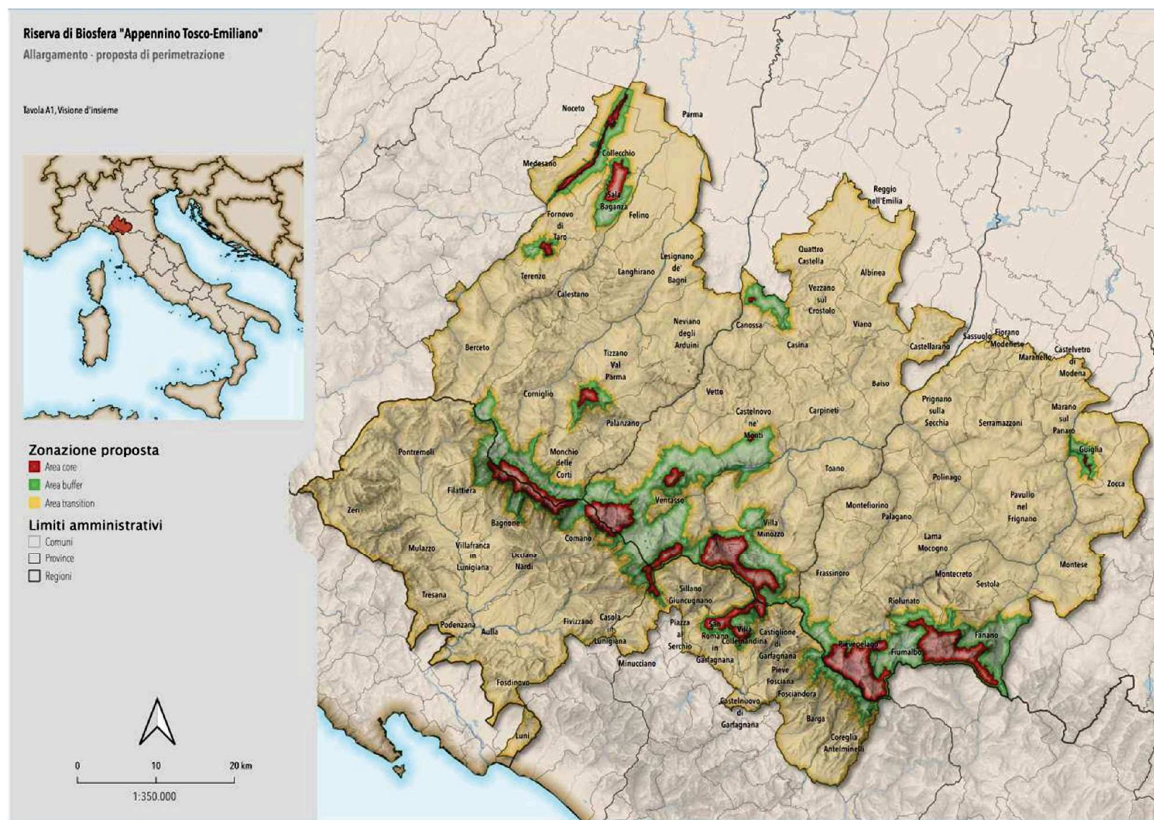 Riserva di Biosfera "Appennino Tosco-Emiliano"
Allargamento - proposta di perimetrazione
Tavola A1, Visione d'insieme
Zonazione proposta
Area core
Area buffer
Area transition
Limiti amministrativi
Comuni
Province
Regioni
0
10
20 km
1:350.000
Noceto
Parma
Medesano
Collecchio
Sala
Baganza
Felino
Fornovo
di
Taro
Reggio
nell'Emilia
Terenzo
Langhirano
Lesignano
de'
Bagni
Quattro
Castella
Albinea
Calestano
Vezzano
sul
Crostolo
Neviano
degli
Arduini
Canossa
Casina
Viano
Castellarano
Sassuolo
Fiorano
Modenese
Maranello
Castelvetro
di
Modena
Berceto
Tizzano
Val
Parma
Corniglio
Palanzano
Vetto
Castelnovo
ne'
Monti
Carpineti
Baiso
Prignano
sulla
Secchia
Serramazzoni
Marano
sul
Panaro
Guiglia
Zocca
Pontremoli
Monchio
delle
Corti
Toano
Polinago
Filattiera
Ventasso
Zeri
Bagnone
Comano
Villa
Minozzo
Montefiorino
Palagano
Pavullo
nel
Frignano
Mulazzo
Villafranca
in
Lunigiana
Licciana
Nardi
Lama
Mocogno
Montese
Frassinoro
Montecreto
Sestola
Tresana
Sillano
Giuncugnano
Riolunato
Podenzana
Aulla
Fivizzano
Casola
in
Lunigiana
Piazza
al
Serchio
San
Romano
in
Garfagnana
Villa
Collemandina
Castiglione
di
Garfagnana
Pievepelago
Fiumalbo
Fanano
Minucciano
Pieve
Fosciana
Fosciandora
Fosdinovo
Castelnuovo
di
Garfagnana
Barga
Coreglia
Antelminelli
Luni